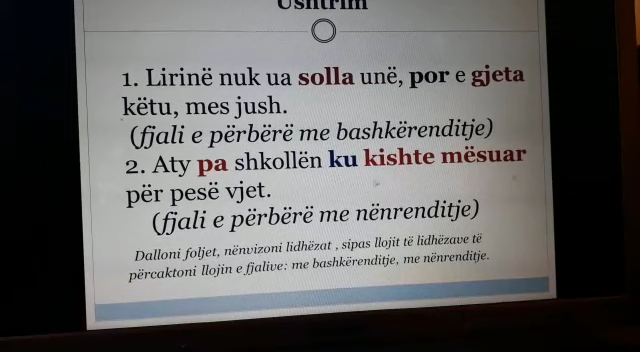 Ushtrim
1. Lirinë nuk ua solla unë, por e gjeta
këtu, mes jush.
(fjali e përbërë me bashkërenditje)
2. Aty pa shkollën ku kishte mësuar
për pesë vjet.
(fjali e përbërë me nënrenditje)
Dalloni foljet, nënvizoni lidhëzat , sipas llojit të lidhëzave të
përcaktoni llojin e fjalive: me bashkërenditje, me nënrenditje.